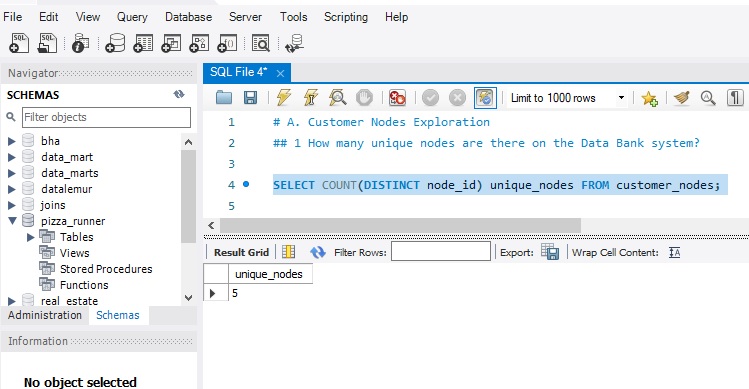 File Edit View Query Database Server Tools Scripting Help
Navigator
SCHEMAS
Filter objects
bha
data_mart
data_marts
datalemur
joins
pizza_runner
Tables
Views
Stored Procedures
Functions
real_estate
Administration Schemas
Information
No object selected
SQL File 4*
Limit to 1000 rows
1 # A. Customer Nodes Exploration
2 ## 1 How many unique nodes are there on the Data Bank system?
3
4 SELECT COUNT(DISTINCT node_id) unique_nodes FROM customer_nodes;
5
Result Grid Filter Rows: Export: Wrap Cell Content:
unique_nodes
5